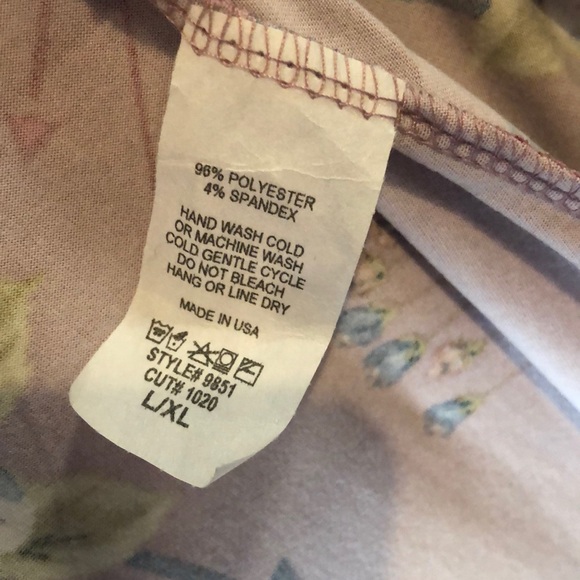 96% POLYESTER
4% SPANDEX
HAND WASH COLD
OR MACHINE WASH
COLD GENTLE CYCLE
DO NOT BLEACH
HANG OR LINE DRY
MADE IN USA
STYLE# 9851
CUT# 1020
L/XL